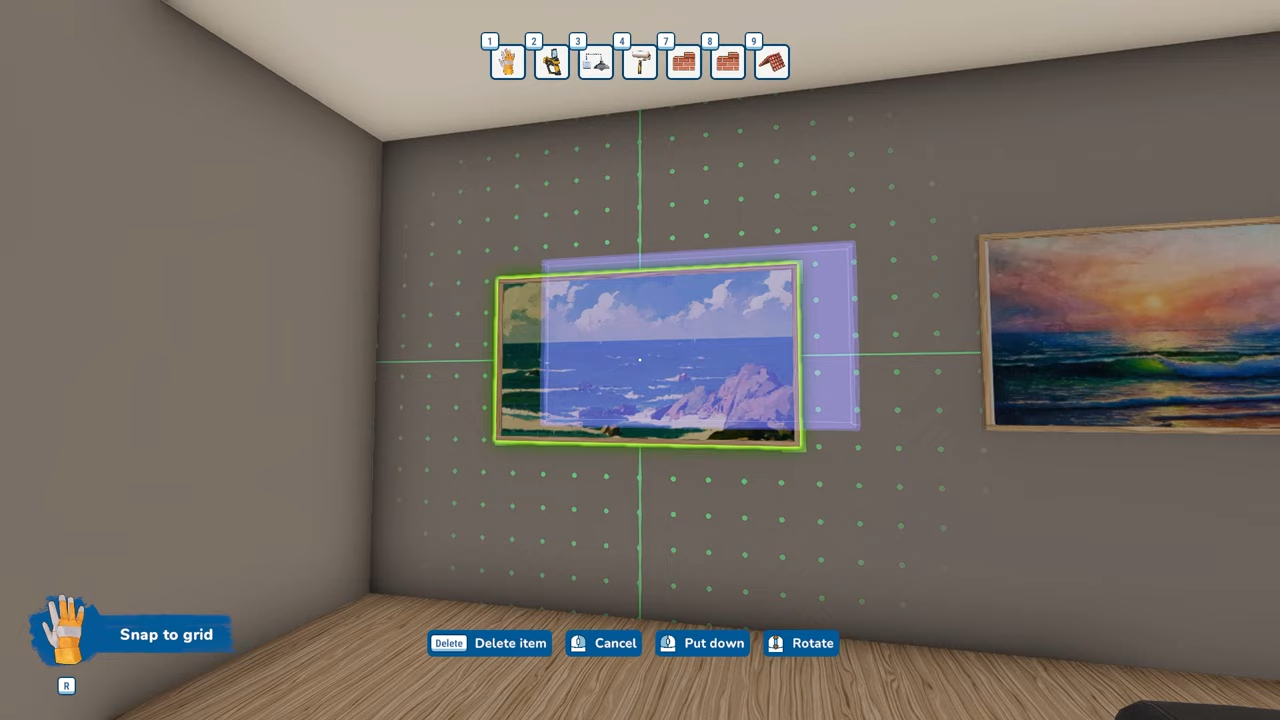 1 2 3 4 7 8 9
Snap to grid
R
Delete Delete item
Cancel
Put down
Rotate